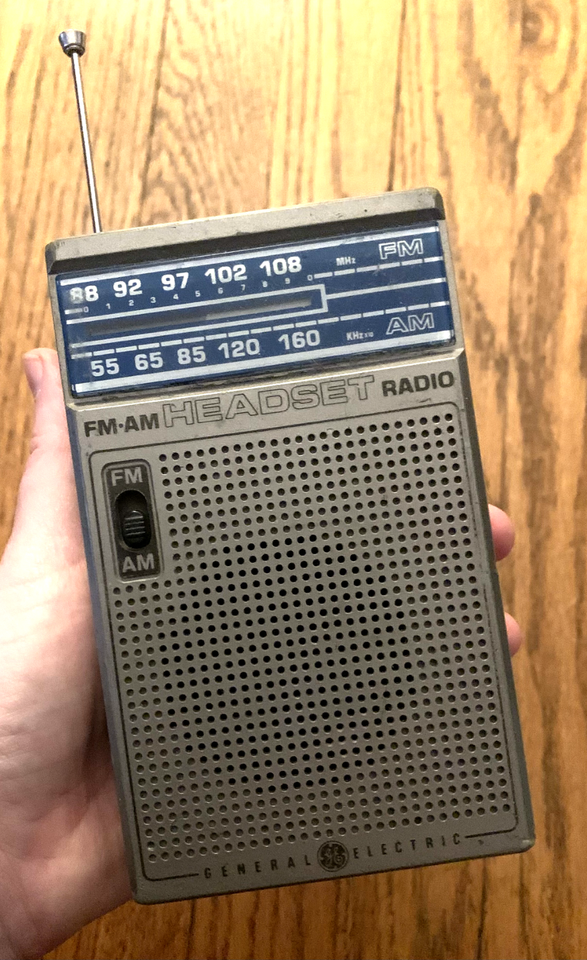 88 92 97 102 108 MHz FM
0 1 2 3 4 5 6 7 8 9 0
55 65 85 120 160 KHz x10 AM
FM·AM HEADSET RADIO
FM
AM
GENERAL GE ELECTRIC